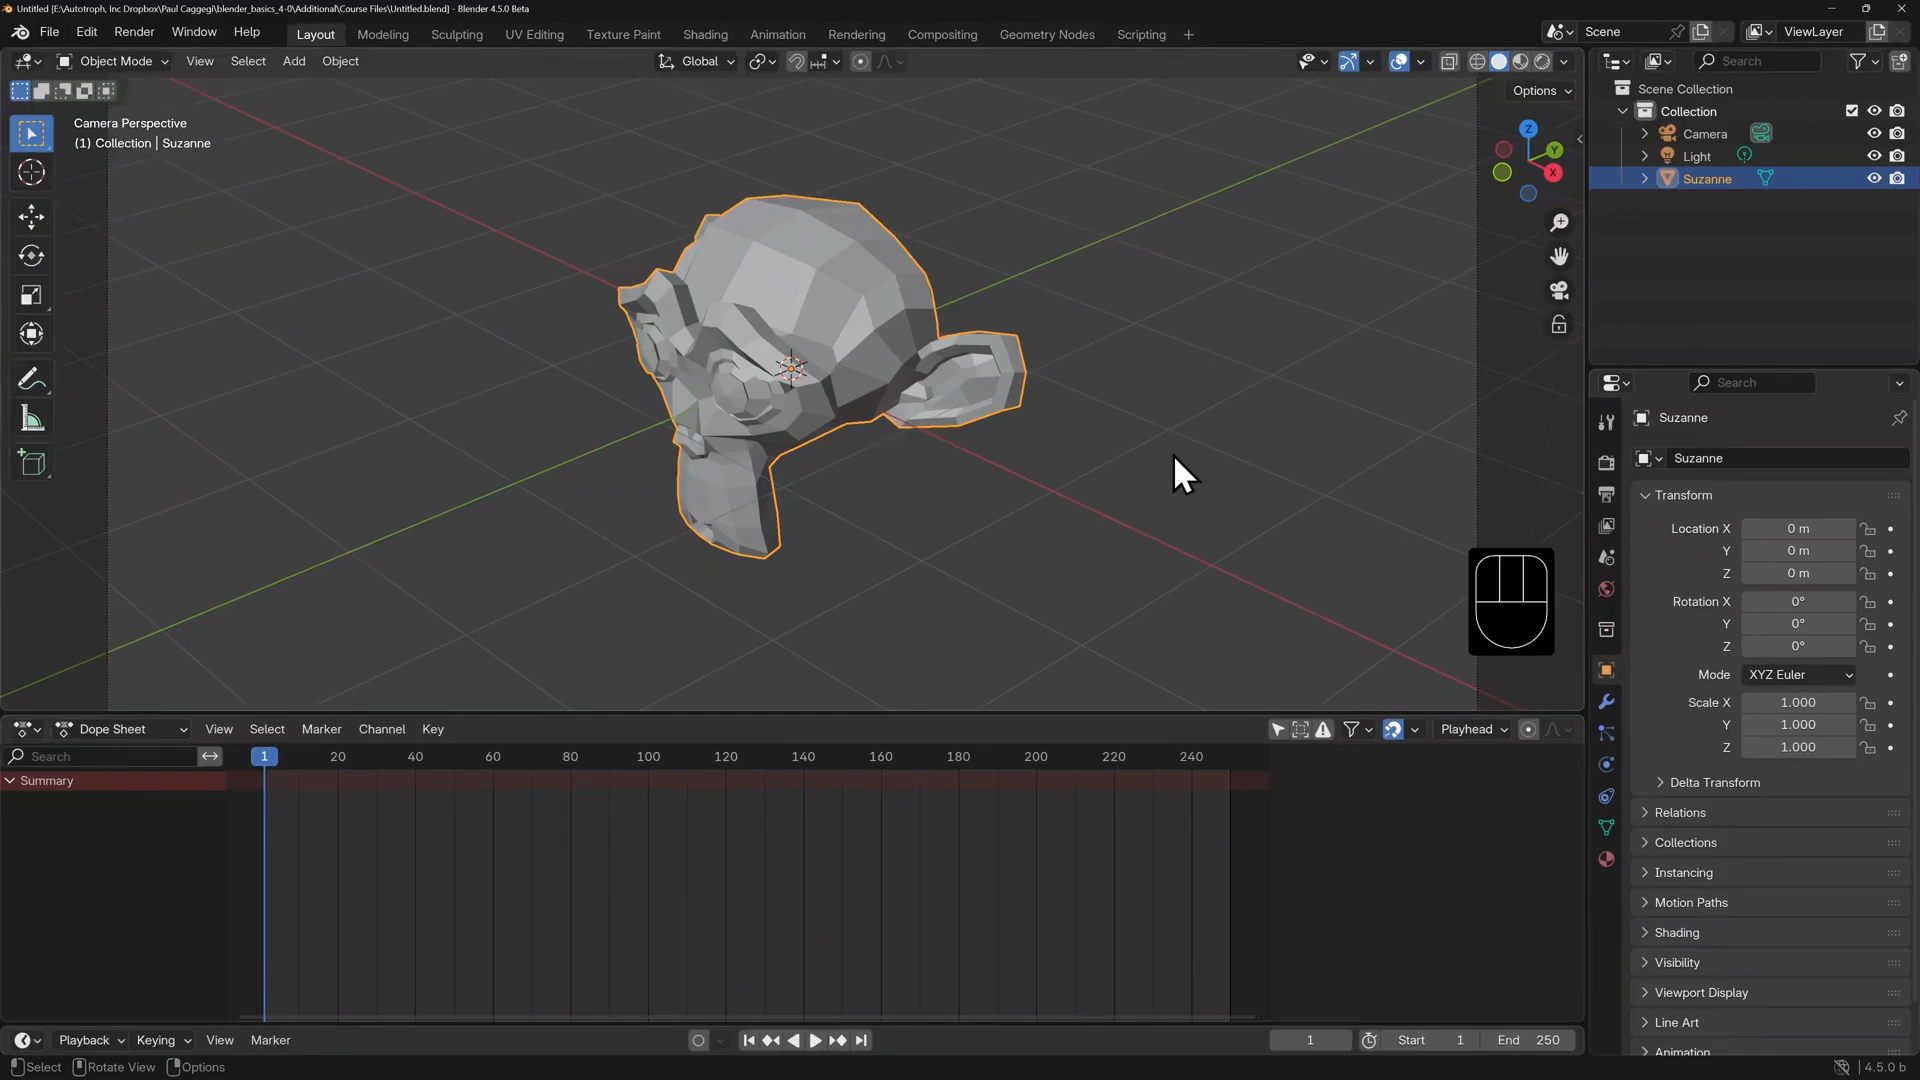 Untitled [E:\Autotroph, Inc Dropbox\Paul Caggegi\blender_basics_4-0\Additional\Course Files\Untitled.blend] - Blender 4.5.0 Beta
File Edit Render Window Help
Layout Modeling Sculpting UV Editing Texture Paint Shading Animation Rendering Compositing Geometry Nodes Scripting +
Scene
ViewLayer
Object Mode View Select Add Object
Global
Search
Options
Camera Perspective
(1) Collection | Suzanne
Z
Y
X
Scene Collection
Collection
Camera
Light
Suzanne
Search
Suzanne
Suzanne
Transform
Location X 0 m
Y 0 m
Z 0 m
Rotation X 0°
Y 0°
Z 0°
Mode XYZ Euler
Scale X 1.000
Y 1.000
Z 1.000
Delta Transform
Relations
Collections
Instancing
Motion Paths
Shading
Visibility
Viewport Display
Line Art
Animation
Dope Sheet View Select Marker Channel Key
Playhead
Search
1 20 40 60 80 100 120 140 160 180 200 220 240
Summary
Playback Keying View Marker
1 Start 1 End 250
Select Rotate View Options
4.5.0 b